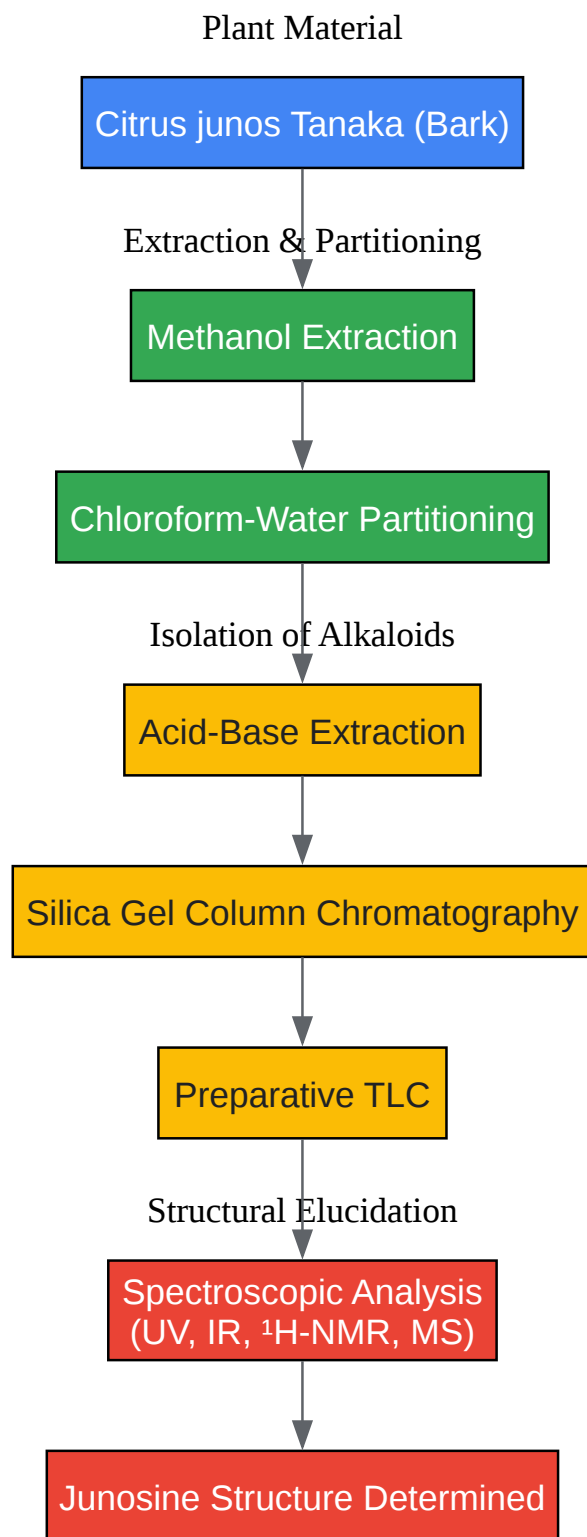 Plant Material
Citrus junos Tanaka (Bark)
Extraction & Partitioning
Methanol Extraction
Chloroform-Water Partitioning
Isolation of Alkaloids
Acid-Base Extraction
Silica Gel Column Chromatography
Preparative TLC
Structural Elucidation
Spectroscopic Analysis
(UV, IR, ¹H-NMR, MS)
Junosine Structure Determined